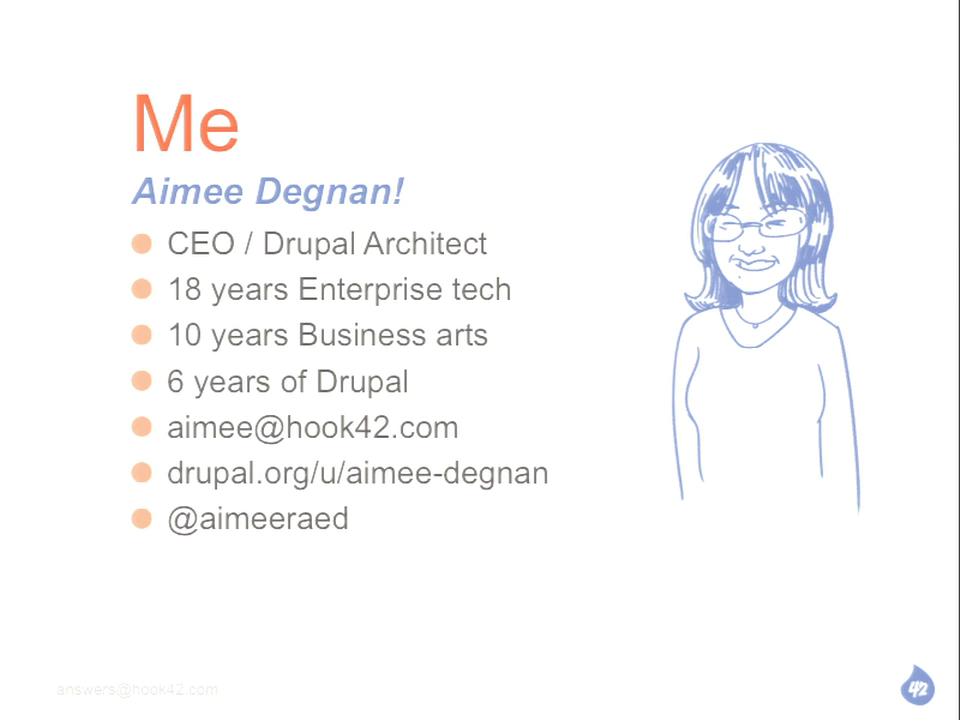 Me
Aimee Degnan!
CEO / Drupal Architect
18 years Enterprise tech
10 years Business arts
6 years of Drupal
aimee@hook42.com
drupal.org/u/aimee-degnan
@aimeeraed
answers@hook42.com
42